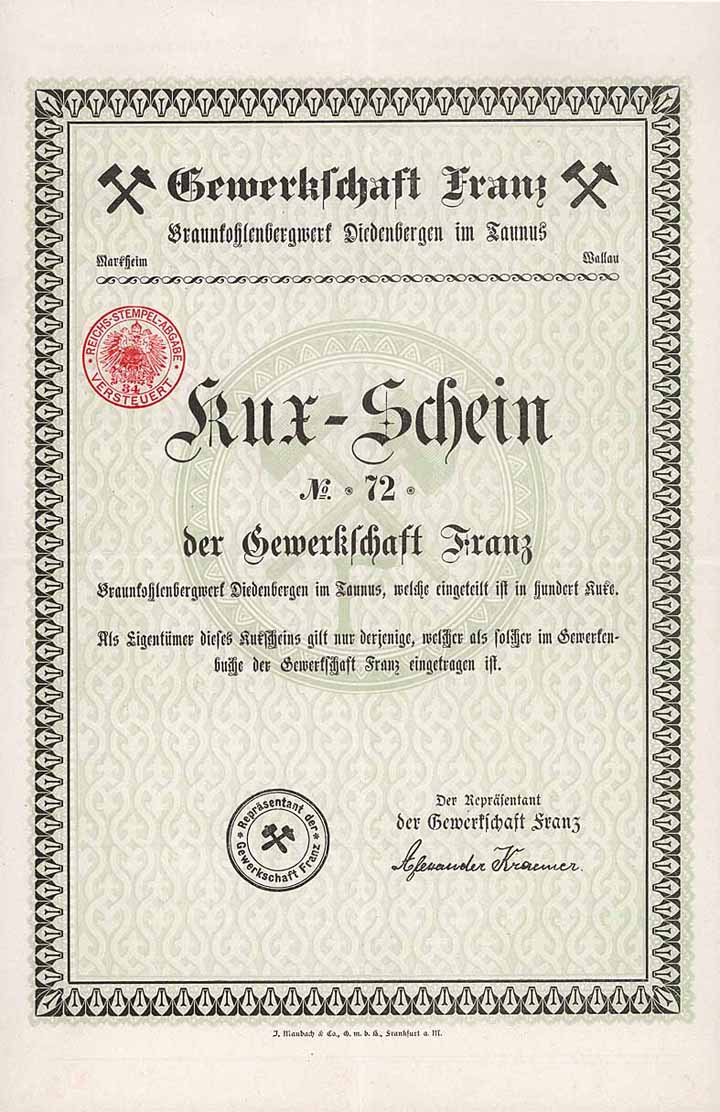 Gewerkschaft Franz
Braunkohlenbergwerk Diedenbergen im Taunus
Marxheim
Wallau
REICHS-STEMPEL-ABGABE
34
VERSTEUERT
Kux-Schein
No. 72
der Gewerkschaft Franz
Braunkohlenbergwerk Diedenbergen im Taunus, welche eingeteilt ist in hundert Kuxe.
Als Eigentümer dieses Kuxscheins gilt nur derjenige, welcher als solcher im Gewerken-
buche der Gewerkschaft Franz eingetragen ist.
Repräsentant der
Gewerkschaft Franz
Der Repräsentant
der Gewerkschaft Franz
Alexander Kraemer.
J. Maubach & Co., G. m. b. H., Frankfurt a. M.